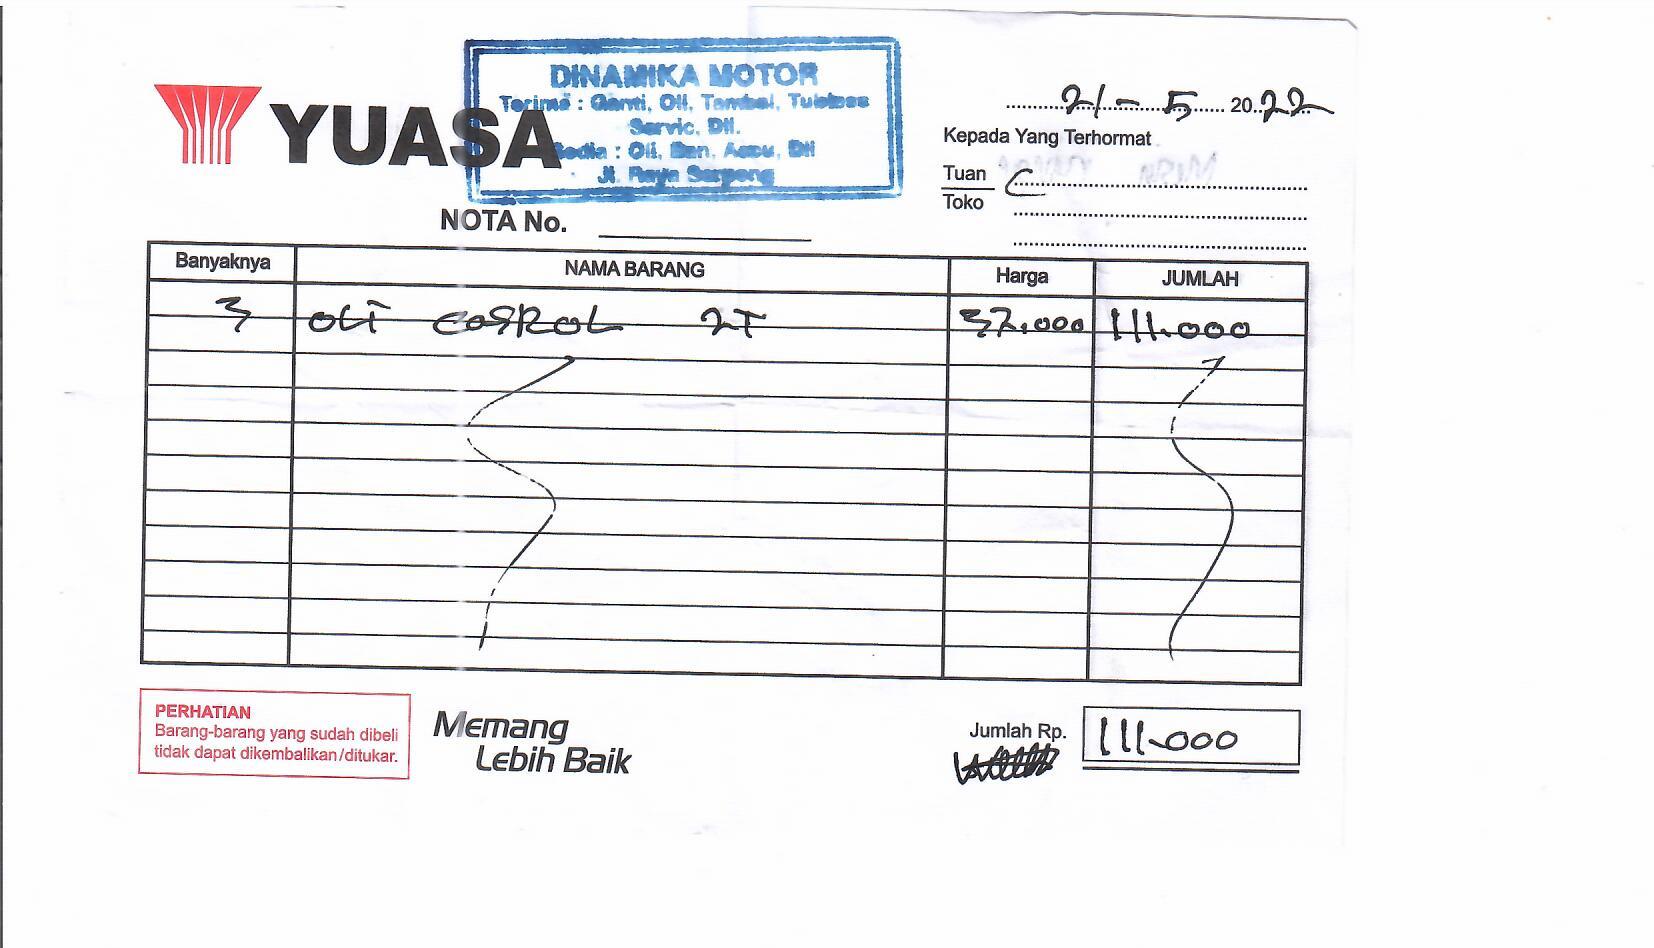 DINAMIKA MOTOR
Terima : Ganti, Oli, Tambal, Tubless
Servic, Dll.
Sedia : Oli, Ban, Accu, Dll
Jl. Raya Serpong
YUASA
21 - 5 2022
Kepada Yang Terhormat
Tuan
Toko
NOTA No.
Banyaknya NAMA BARANG Harga JUMLAH
3 OLI COSROL 2T 37.000 111.000
PERHATIAN
Barang-barang yang sudah dibeli
tidak dapat dikembalikan/ditukar.
Memang
Lebih Baik
Jumlah Rp. 111.000